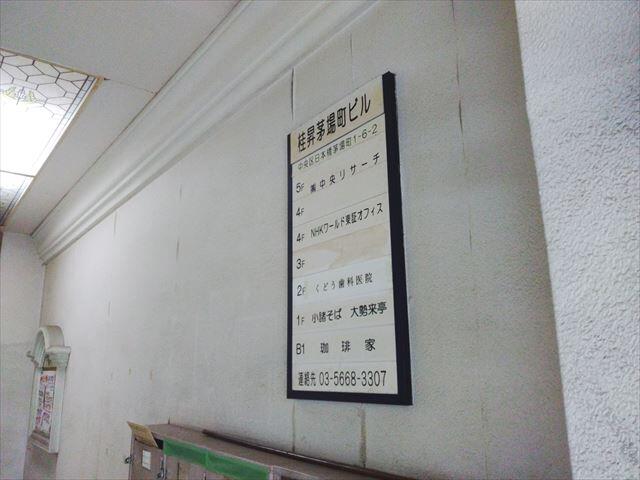 桂昇茅場町ビル
中央区日本橋茅場町1-6-2
5F ㈱中央リサーチ
4F
4F NHKワールド東証オフィス
3F
2F くどう歯科医院
1F 小諸そば 大勢来亭
B1 珈琲家
連絡先 03-5668-3307